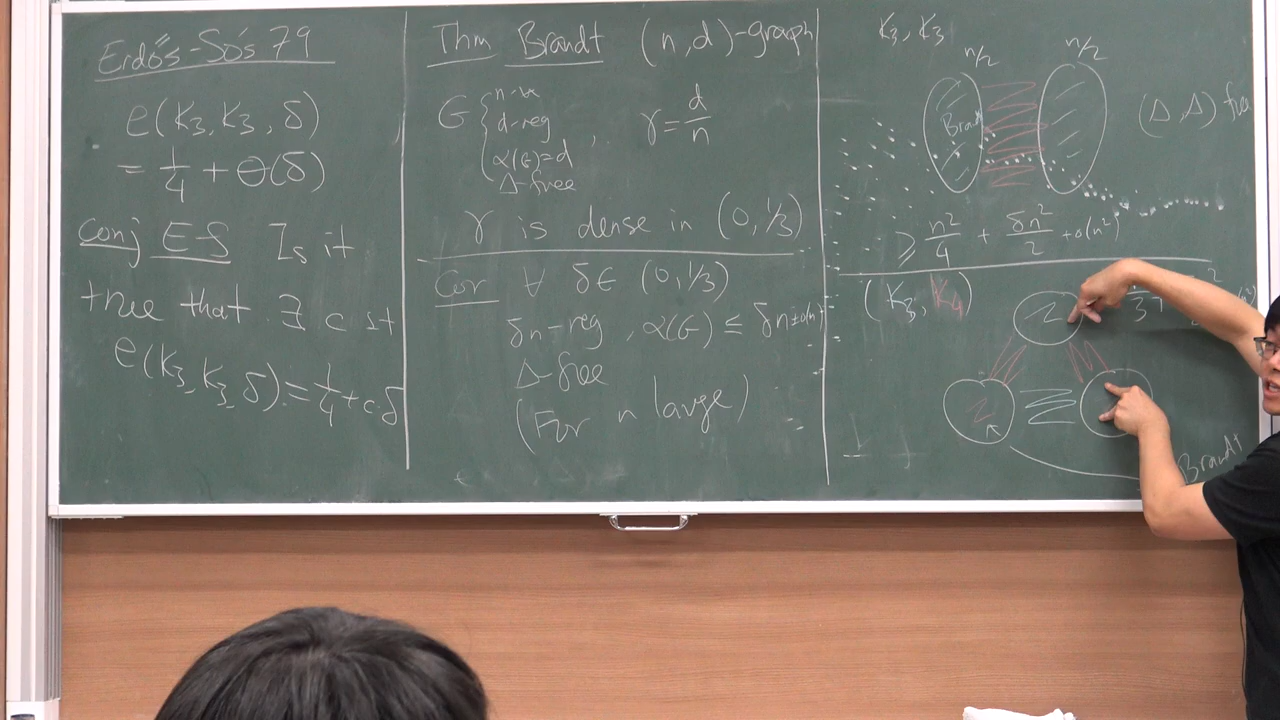 Erdős-Sós 79
e(K₃, K₃, δ)
= 1/4 + Θ(δ)
Conj E-S Is it
true that ∃ c st
e(K₃, K₃, δ) = 1/4 + c·δ
Thm Brandt (n,d)-graph
G { n-vx
d-reg
α(G)=d
Δ-free
, γ = d/n
γ is dense in (0, 1/3)
Cor ∀ δ ∈ (0, 1/3)
δn-reg, α(G) ≤ δn±o(n)
Δ-free
(For n large)
K₃, K₃
n/2 n/2
Brandt
(Δ, Δ) free
≥ n²/4 + δn²/2 + o(n²)
(K₃, K₄)
Brandt